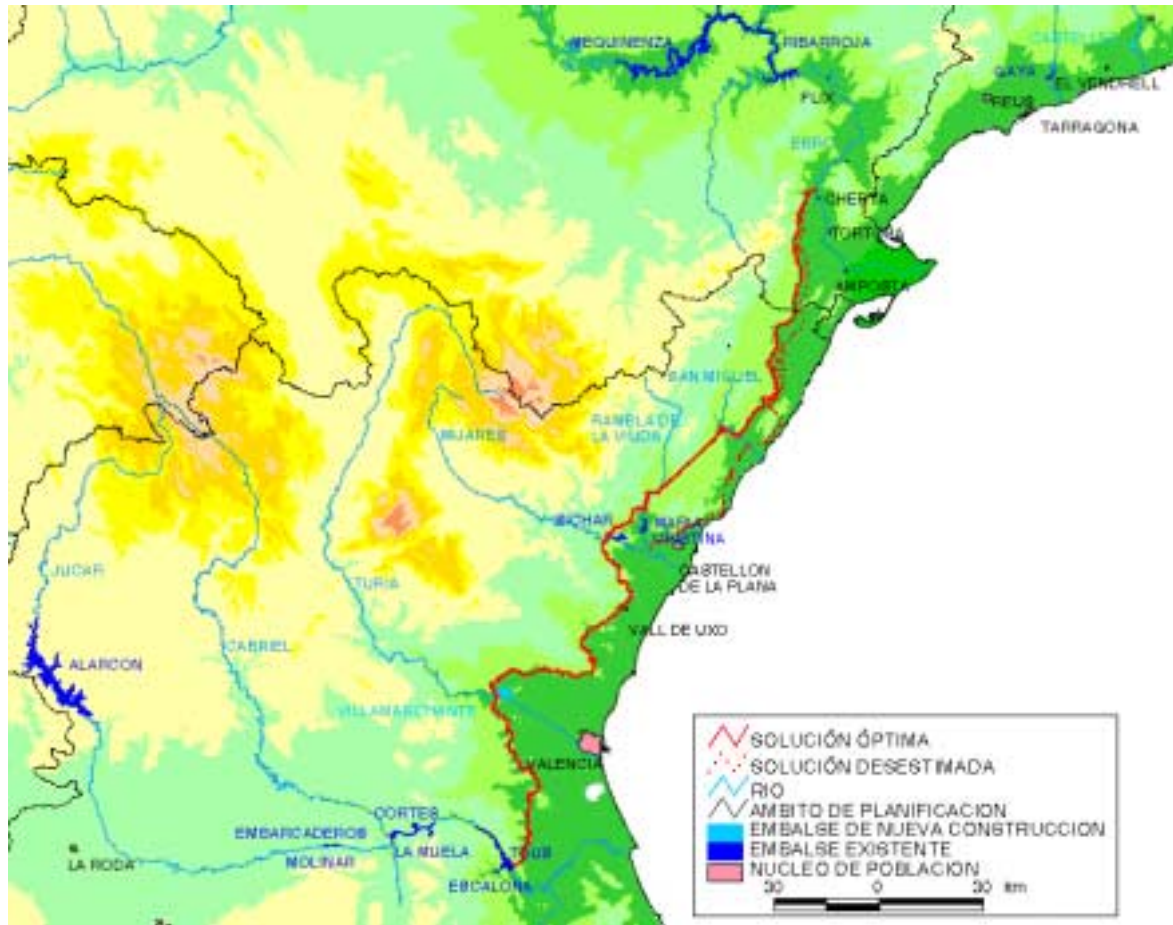 MEQUINENZA
RIBARROJA
FLIX
GAYA
EL VENDRELL
REUS
TARRAGONA
EBRO
CHERTA
TORTOSA
AMPOSTA
SAN MIGUEL
RAMBLA DE
LA VIUDA
MIJARES
SICHAR
CASTELLON
DE LA PLANA
JUCAR
TURIA
VALL DE UXO
CABRIEL
ALARCON
VILLAMARCHANTE
VALENCIA
CORTES
EMBARCADEROS
LA MUELA
TOUS
MOLINAR
LA RODA
ESCALONA
SOLUCIÓN ÓPTIMA
SOLUCIÓN DESESTIMADA
RIO
AMBITO DE PLANIFICACION
EMBALSE DE NUEVA CONSTRUCCION
EMBALSE EXISTENTE
NUCLEO DE POBLACION
30 0 30 km